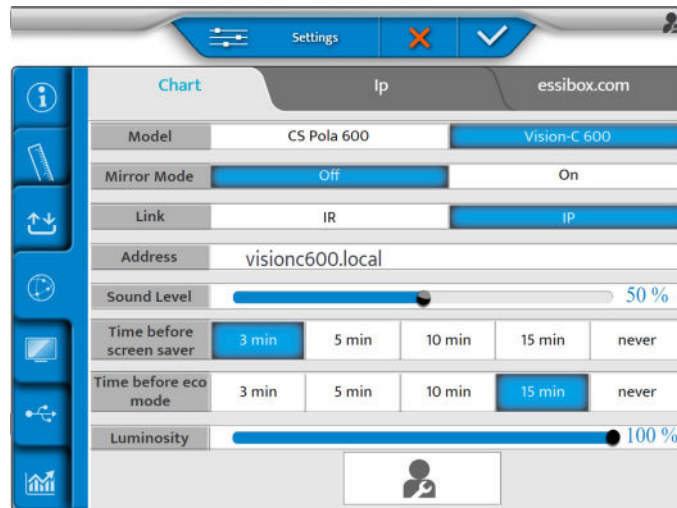 Settings
Chart Ip essibox.com
Model CS Pola 600 Vision-C 600
Mirror Mode Off On
Link IR IP
Address visionc600.local
Sound Level 50 %
Time before
screen saver 3 min 5 min 10 min 15 min never
Time before eco
mode 3 min 5 min 10 min 15 min never
Luminosity 100 %